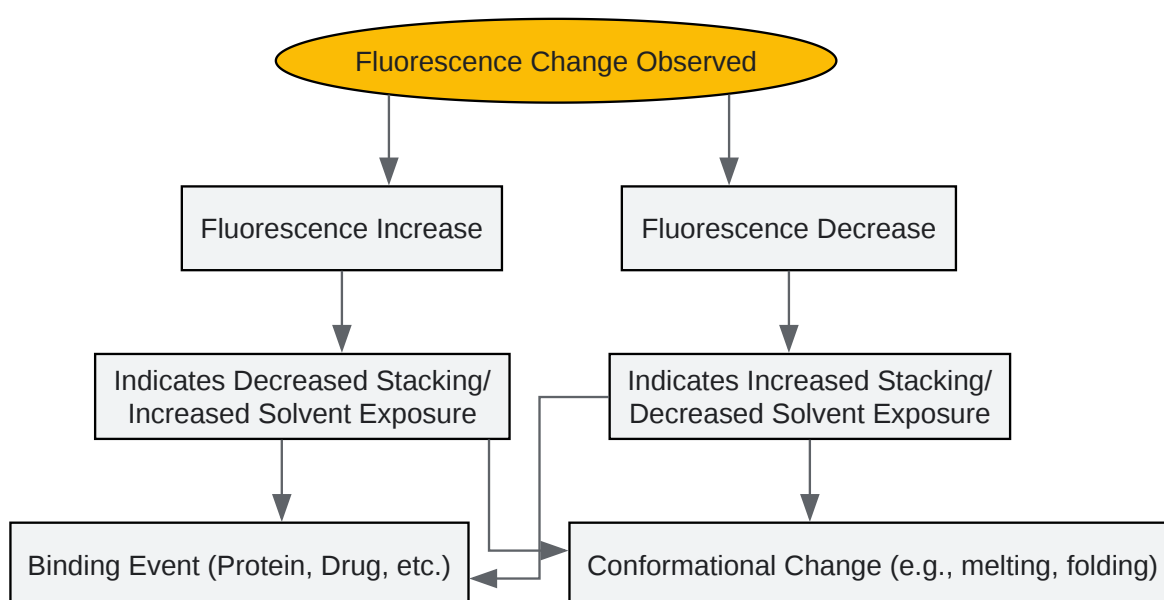 Fluorescence Change Observed
Fluorescence Increase
Fluorescence Decrease
Indicates Decreased Stacking/
Increased Solvent Exposure
Indicates Increased Stacking/
Decreased Solvent Exposure
Binding Event (Protein, Drug, etc.)
Conformational Change (e.g., melting, folding)